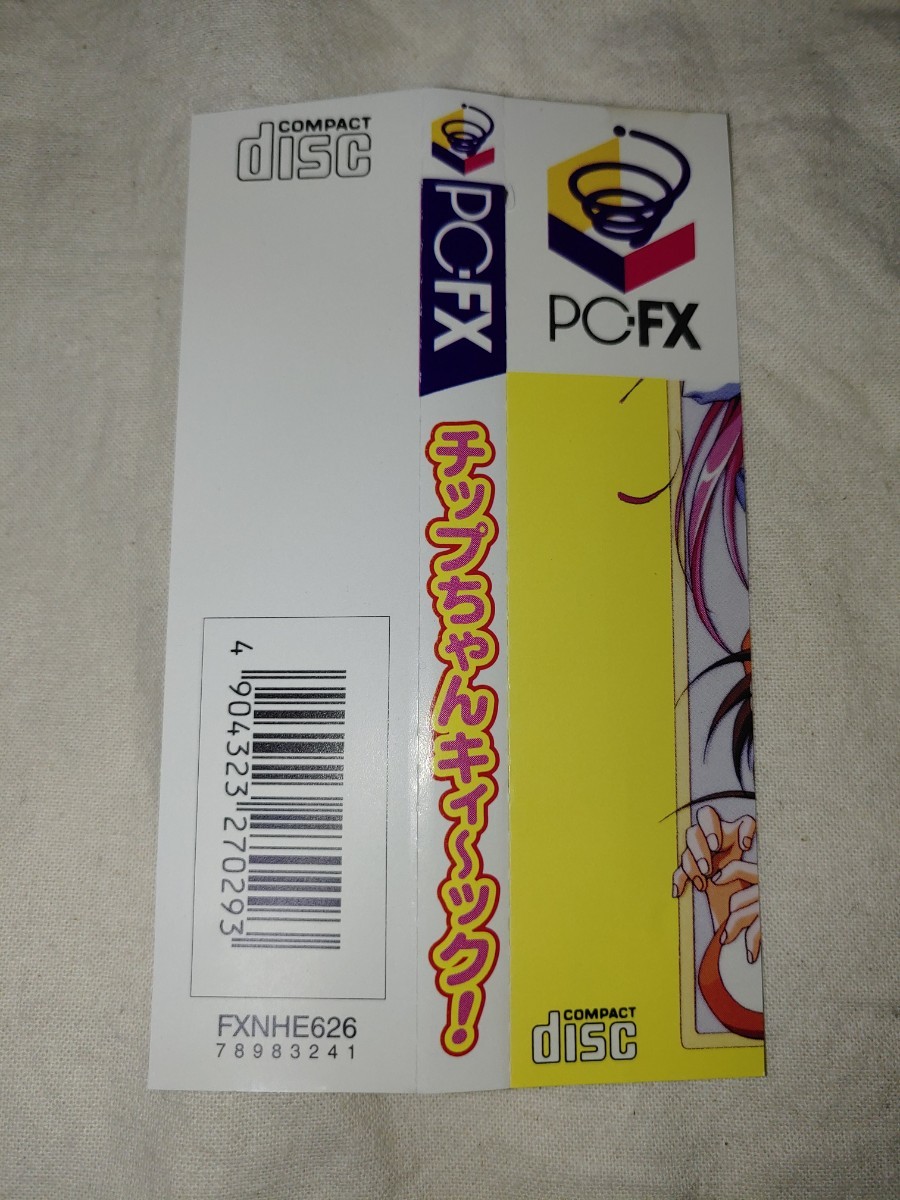 COMPACT
disc
4 904323 270293
FXNHE626
78983241
PC-FX
チップちゃんキィ〜ック!
PC-FX
COMPACT
disc